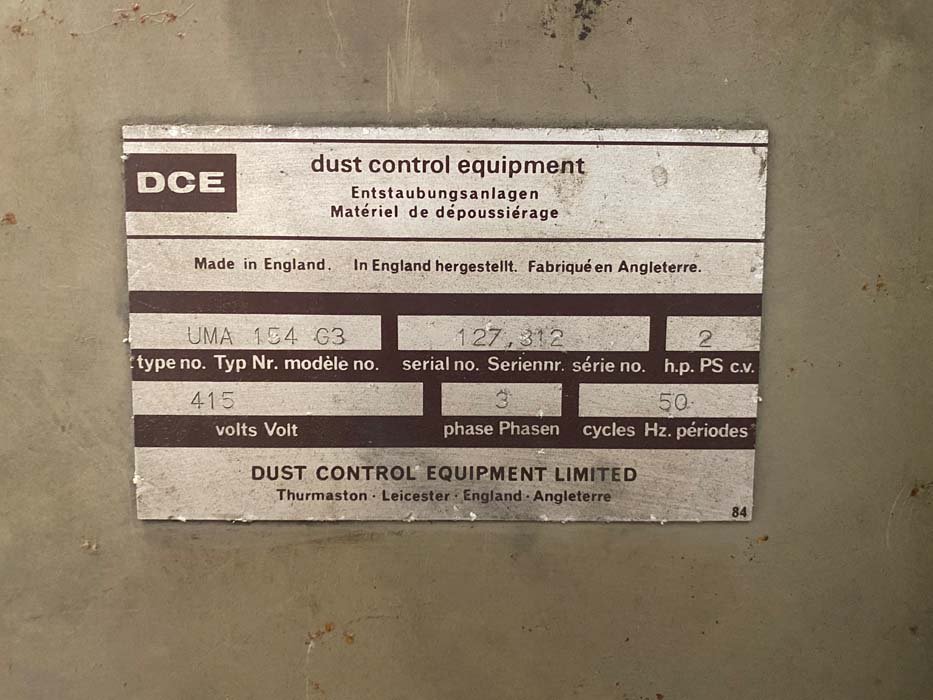 DCE
dust control equipment
Entstaubungsanlagen
Matériel de dépoussiérage
Made in England. In England hergestellt. Fabriqué en Angleterre.
UMA 154 G3 127,312 2
type no. Typ Nr. modèle no. serial no. Seriennr. série no. h.p. PS c.v.
415 3 50
volts Volt phase Phasen cycles Hz. périodes
DUST CONTROL EQUIPMENT LIMITED
Thurmaston · Leicester · England · Angleterre
84